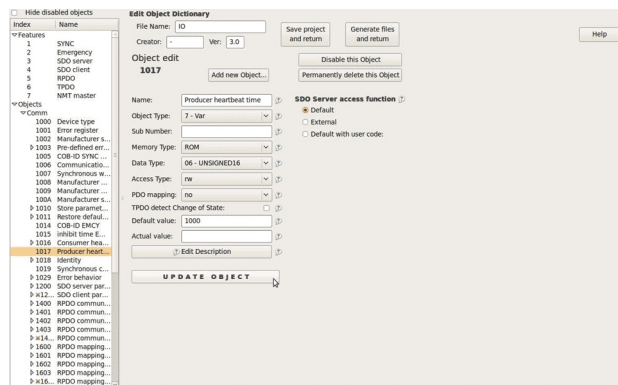 Hide disabled objects
Index Name
Features
1 SYNC
2 Emergency
3 SDO server
4 SDO client
5 RPDO
6 TPDO
7 NMT master
Objects
Comm
1000 Device type
1001 Error register
1002 Manufacturer s...
1003 Pre-defined err...
1005 COB-ID SYNC ...
1006 Communicatio...
1007 Synchronous w...
1008 Manufacturer ...
1009 Manufacturer ...
100A Manufacturer s...
1010 Store paramet...
1011 Restore defaul...
1014 COB-ID EMCY
1015 inhibit time E...
1016 Consumer hea...
1017 Producer heart...
1018 Identity
1019 Synchronous c...
1029 Error behavior
1200 SDO server par...
12... SDO client par...
1400 RPDO commun...
1401 RPDO commun...
1402 RPDO commun...
1403 RPDO commun...
14... RPDO commun...
1600 RPDO mapping...
1601 RPDO mapping...
1602 RPDO mapping...
1603 RPDO mapping...
16... RPDO mapping...
Edit Object Dictionary
File Name: IO
Creator: - Ver: 3.0
Save project and return
Generate files and return
Help
Object edit
1017
Add new Object...
Disable this Object
Permanently delete this Object
Name: Producer heartbeat time
Object Type: 7 - Var
Sub Number:
Memory Type: ROM
Data Type: 06 - UNSIGNED16
Access Type: rw
PDO mapping: no
TPDO detect Change of State:
Default value: 1000
Actual value:
Edit Description
UPDATE OBJECT
SDO Server access function
Default
External
Default with user code: